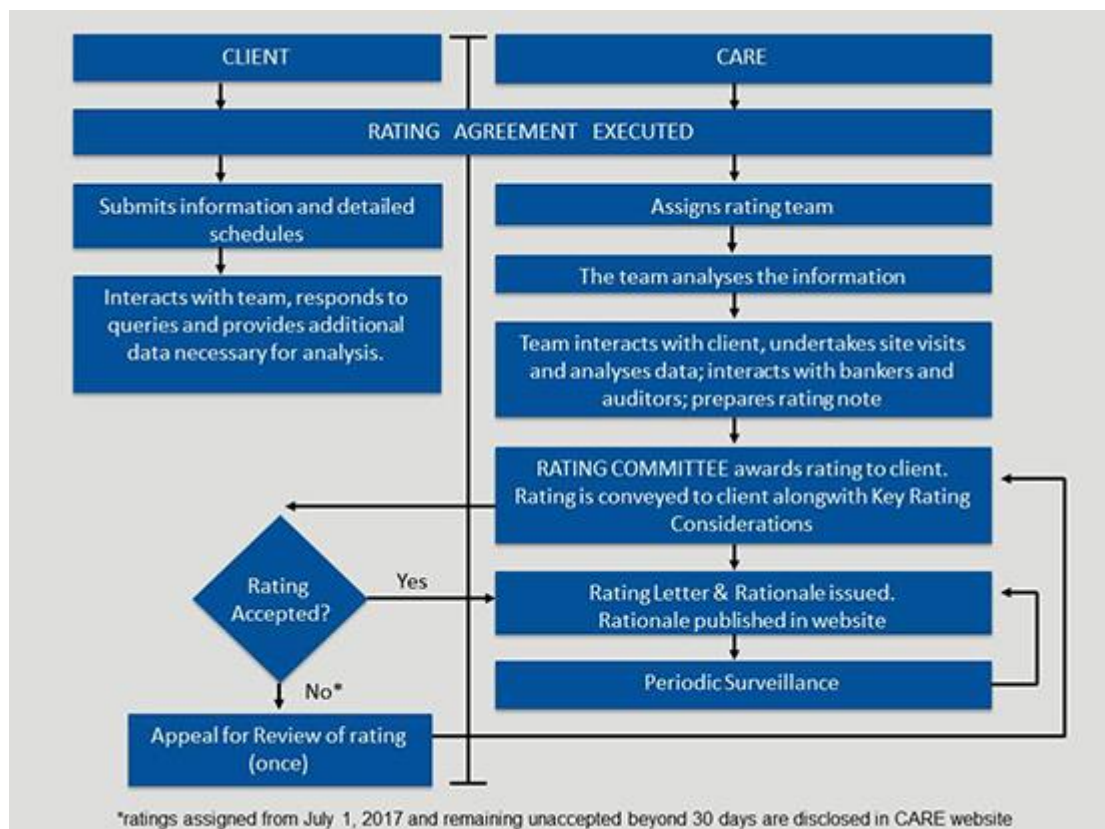 CLIENT
CARE
RATING AGREEMENT EXECUTED
Submits information and detailed
schedules
Interacts with team, responds to
queries and provides additional
data necessary for analysis.
Assigns rating team
The team analyses the information
Team interacts with client, undertakes site visits
and analyses data; interacts with bankers and
auditors; prepares rating note
RATING COMMITTEE awards rating to client.
Rating is conveyed to client alongwith Key Rating
Considerations
Rating
Accepted?
Yes
Rating Letter & Rationale issued.
Rationale published in website
Periodic Surveillance
No*
Appeal for Review of rating
(once)
*ratings assigned from July 1, 2017 and remaining unaccepted beyond 30 days are disclosed in CARE website